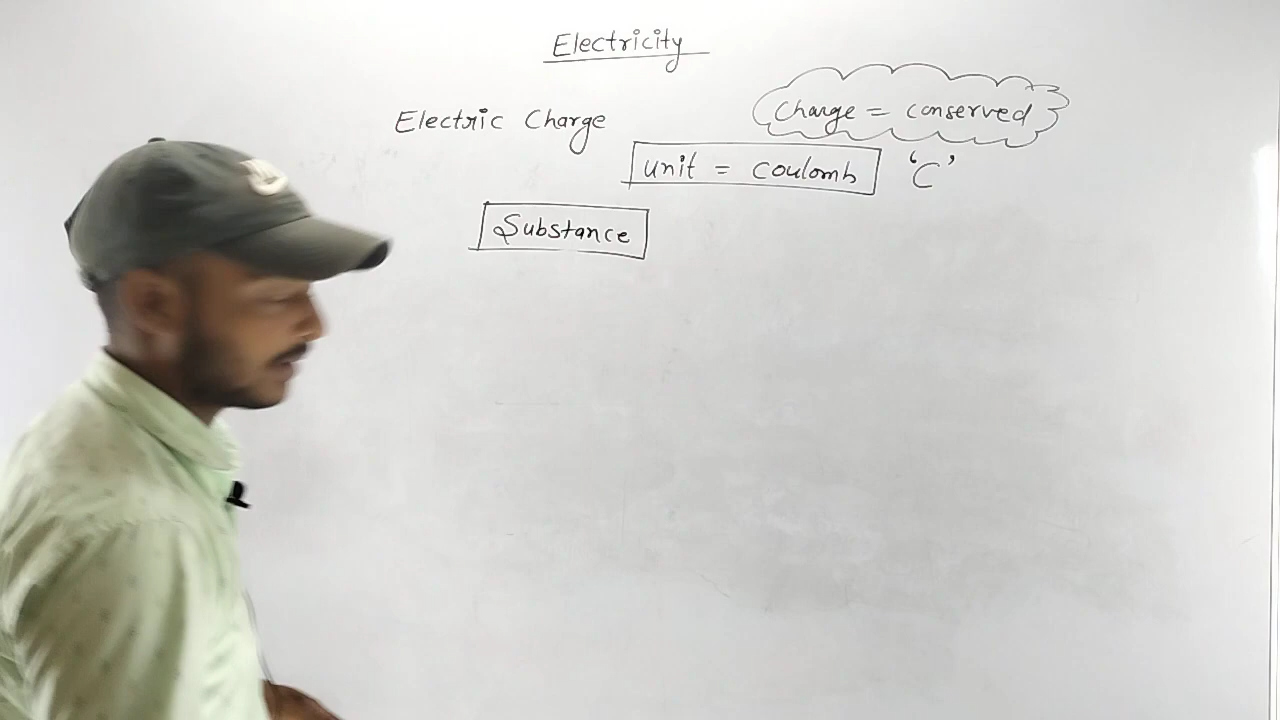 Electricity
Electric Charge
Charge = conserved
unit = coulomb 'C'
Substance